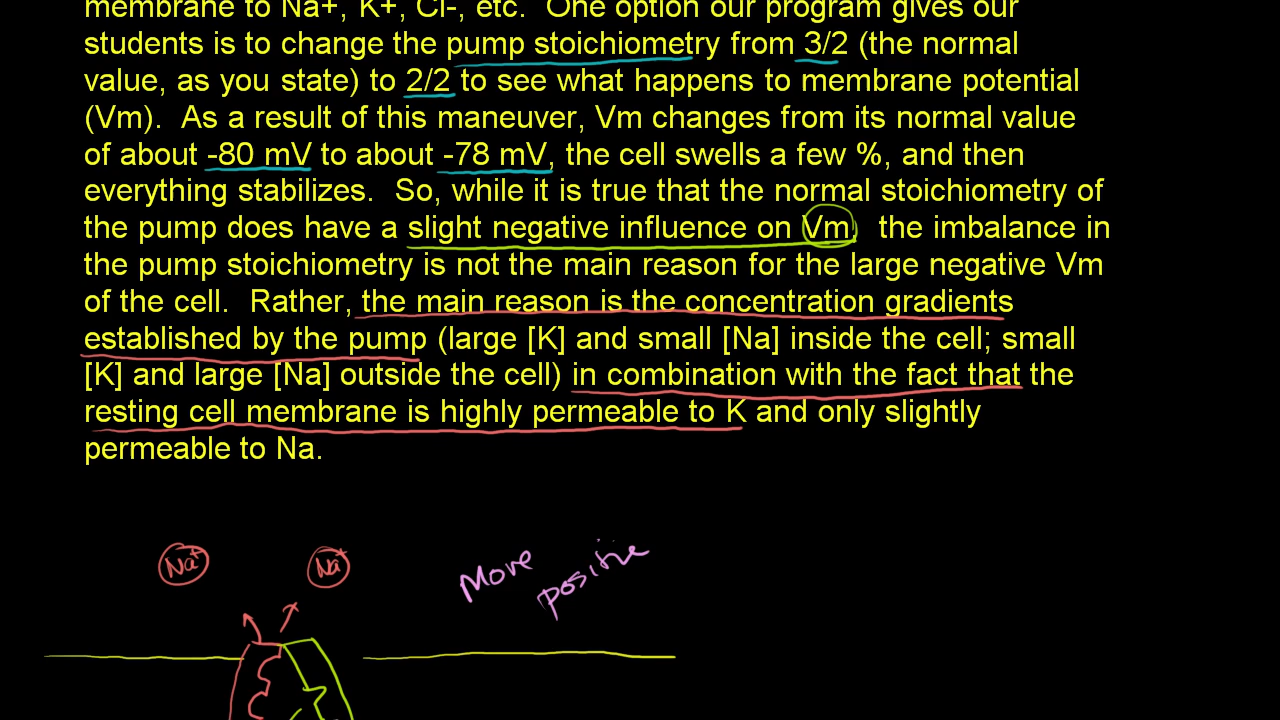 membrane to Na+, K+, Cl-, etc. One option our program gives our
students is to change the pump stoichiometry from 3/2 (the normal
value, as you state) to 2/2 to see what happens to membrane potential
(Vm). As a result of this maneuver, Vm changes from its normal value
of about -80 mV to about -78 mV, the cell swells a few %, and then
everything stabilizes. So, while it is true that the normal stoichiometry of
the pump does have a slight negative influence on Vm, the imbalance in
the pump stoichiometry is not the main reason for the large negative Vm
of the cell. Rather, the main reason is the concentration gradients
established by the pump (large [K] and small [Na] inside the cell; small
[K] and large [Na] outside the cell) in combination with the fact that the
resting cell membrane is highly permeable to K and only slightly
permeable to Na.
Na+ Na+ More
positive